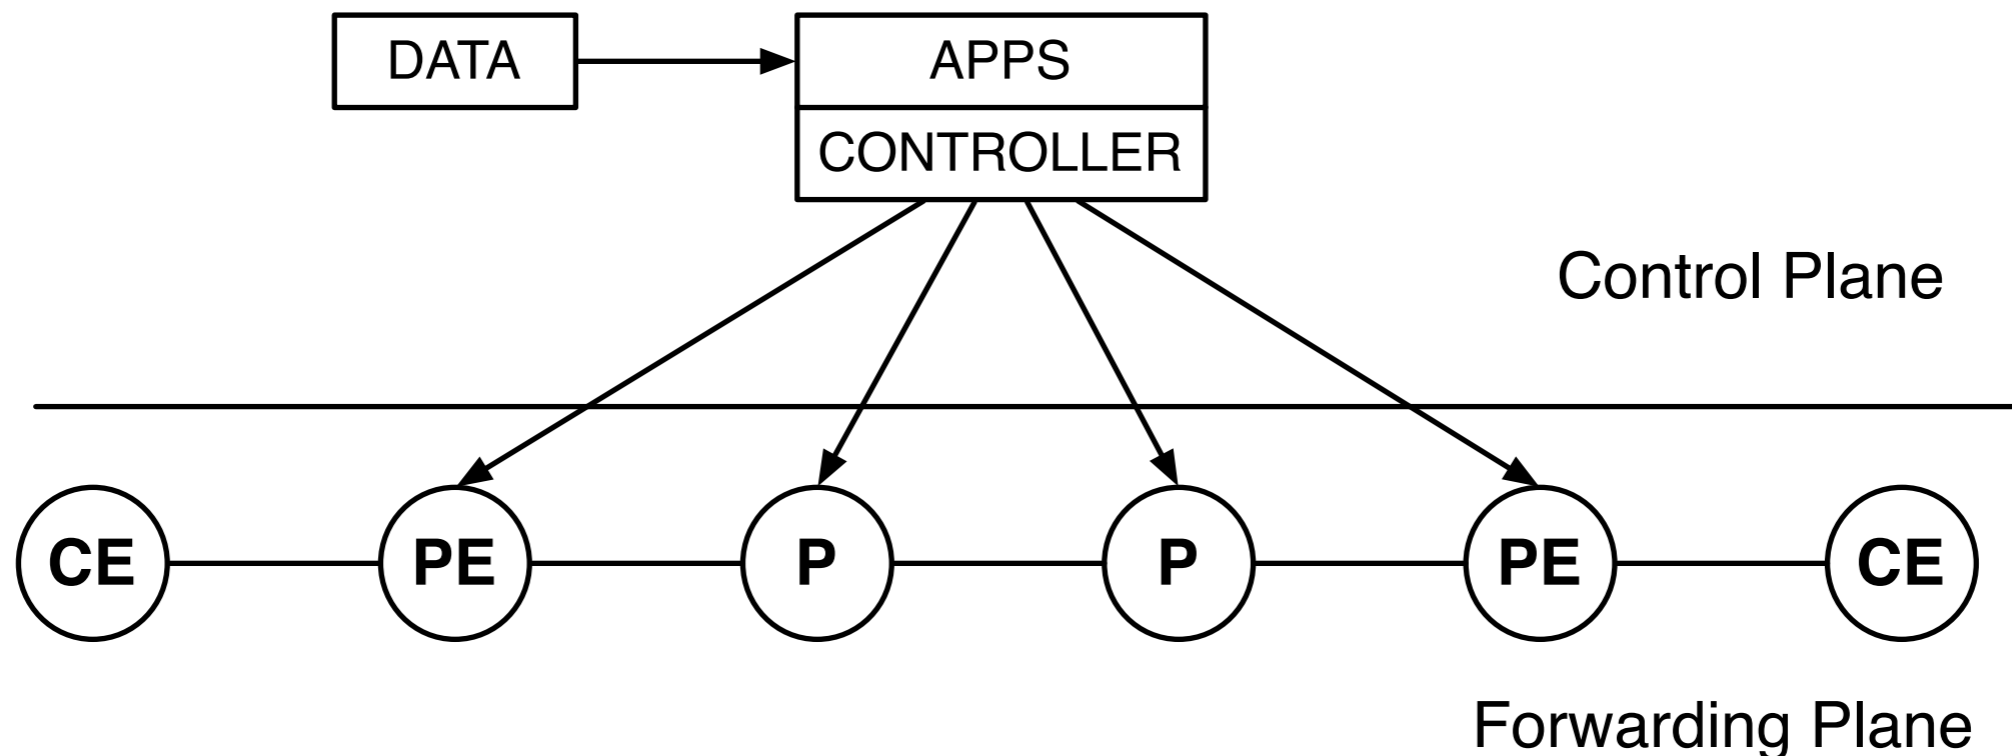 DATA
APPS
CONTROLLER
Control Plane
CE PE P P PE CE
Forwarding Plane